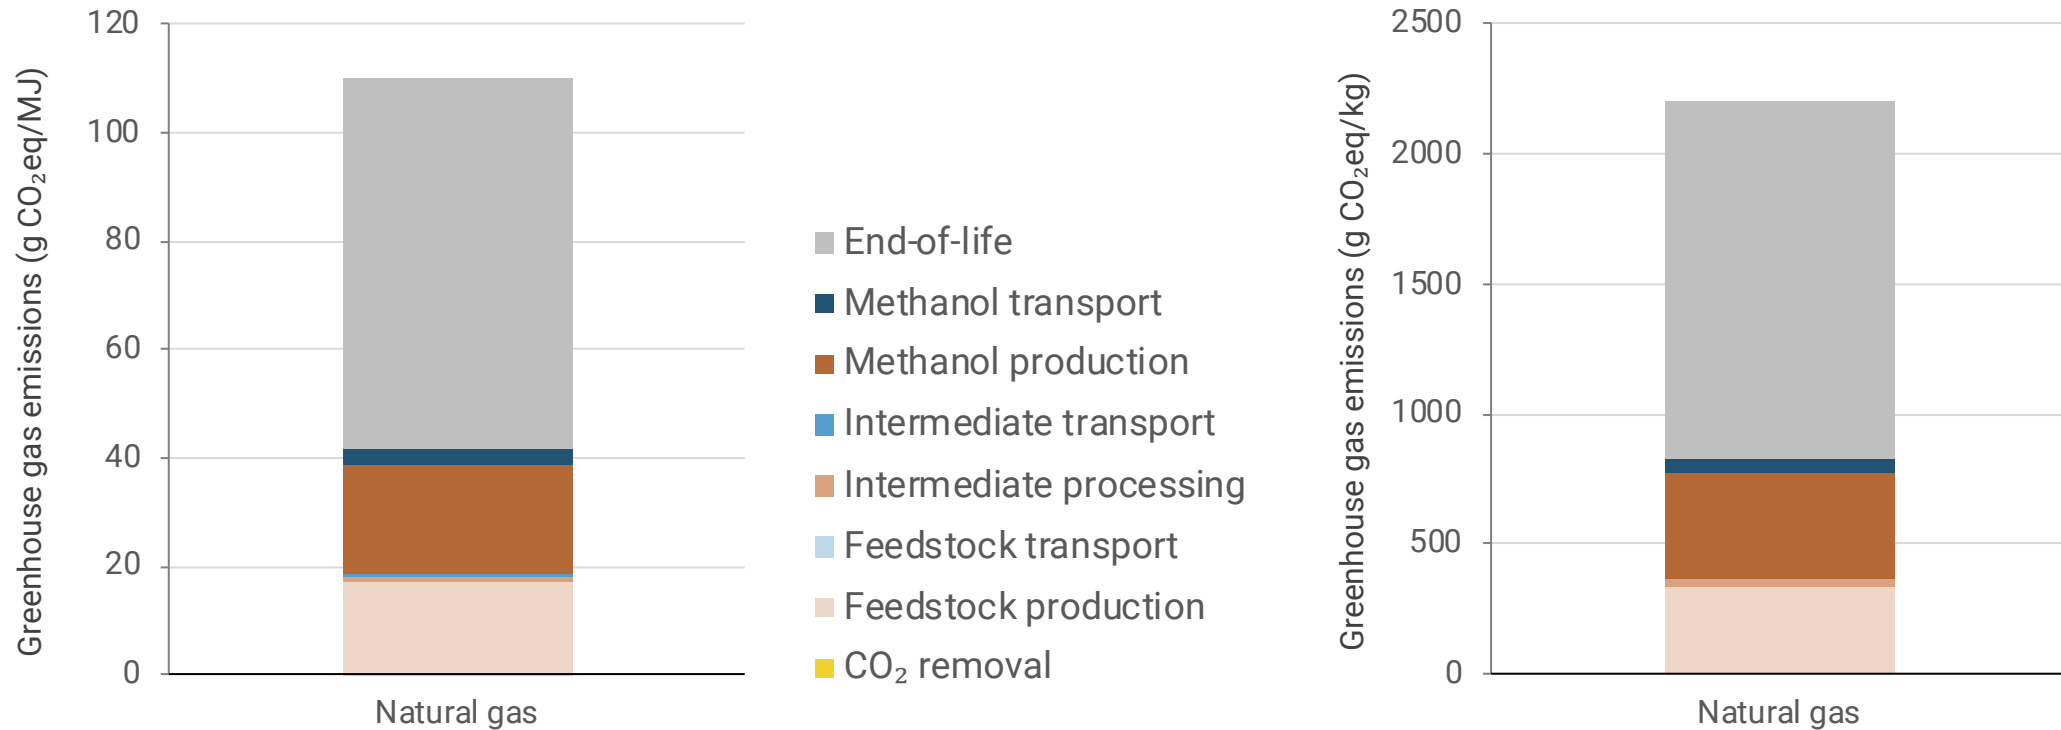 Greenhouse gas emissions (g CO₂eq/MJ)
120
100
80
60
40
20
0
Natural gas
End-of-life
Methanol transport
Methanol production
Intermediate transport
Intermediate processing
Feedstock transport
Feedstock production
CO₂ removal
Greenhouse gas emissions (g CO₂eq/kg)
2500
2000
1500
1000
500
0
Natural gas